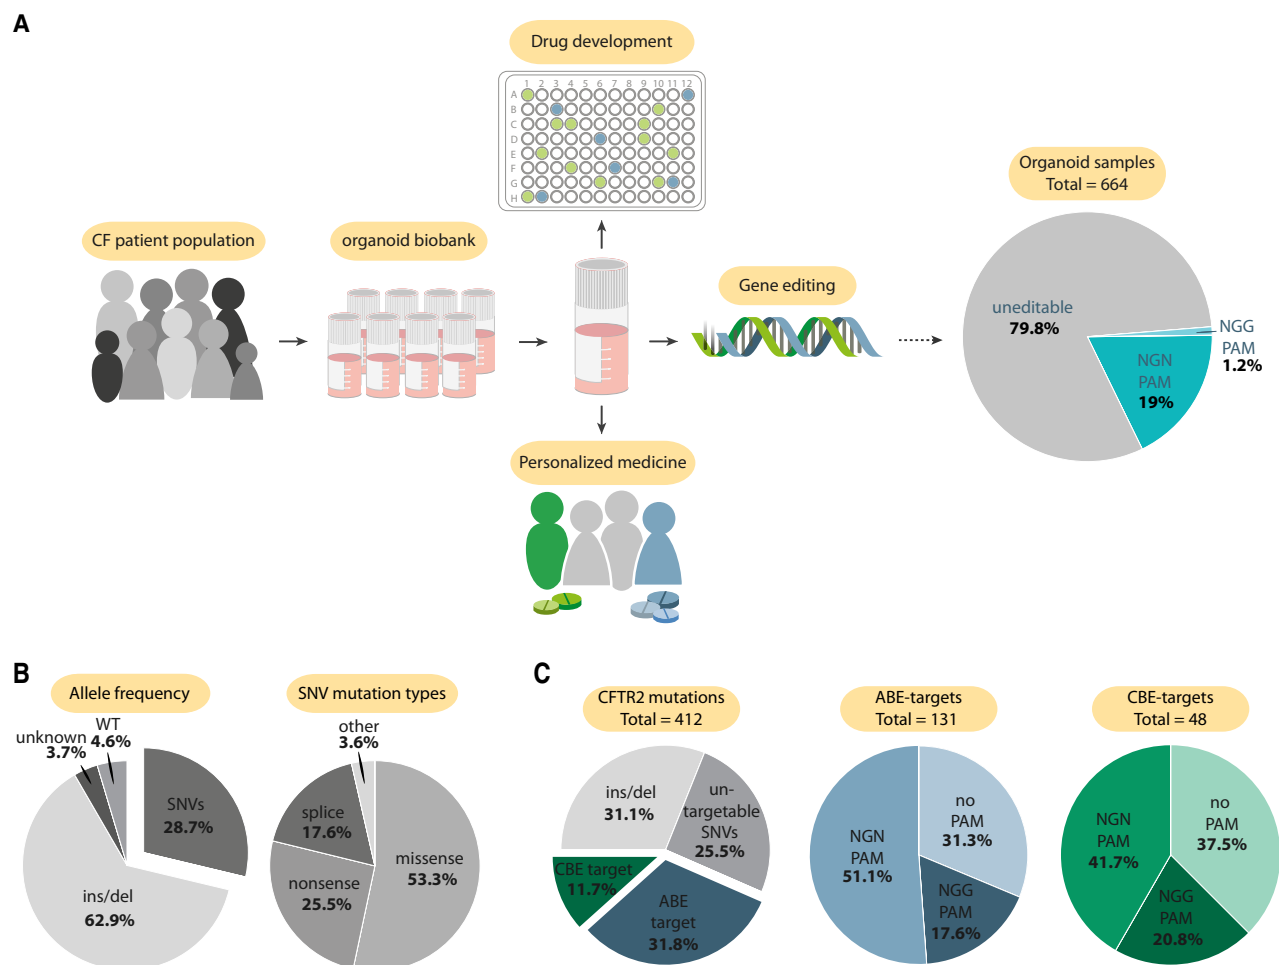 A
Drug development
1 2 3 4 5 6 7 8 9 10 11 12
A
B
C
D
E
F
G
H
CF patient population
organoid biobank
Gene editing
Organoid samples
Total = 664
uneditable
79.8%
NGG
PAM
1.2%
NGN
PAM
19%
Personalized medicine
B
Allele frequency
unknown
3.7%
WT
4.6%
SNVs
28.7%
ins/del
62.9%
SNV mutation types
other
3.6%
splice
17.6%
missense
53.3%
nonsense
25.5%
C
CFTR2 mutations
Total = 412
ins/del
31.1%
un-
targetable
SNVs
25.5%
CBE target
11.7%
ABE
target
31.8%
ABE-targets
Total = 131
no
PAM
31.3%
NGN
PAM
51.1%
NGG
PAM
17.6%
CBE-targets
Total = 48
no
PAM
37.5%
NGN
PAM
41.7%
NGG
PAM
20.8%